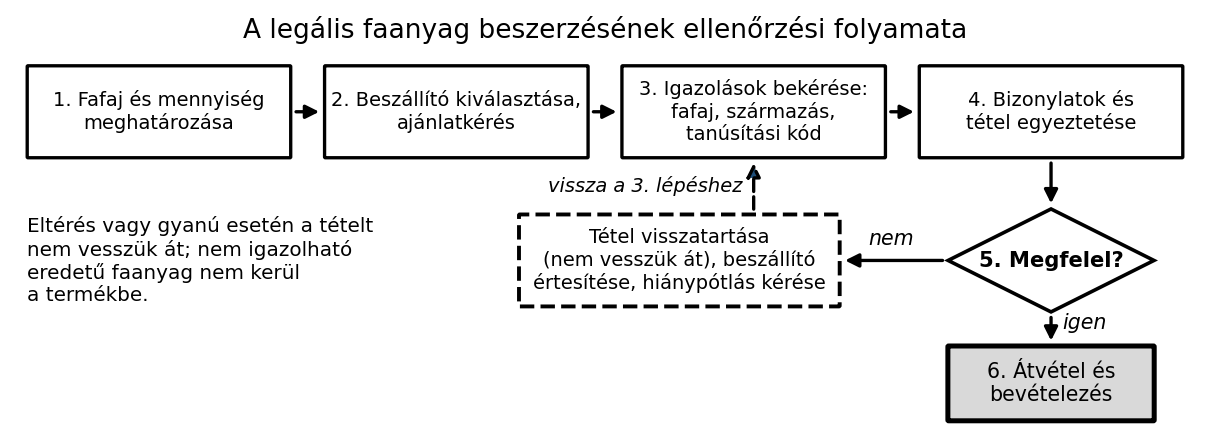 A legális faanyag beszerzésének ellenőrzési folyamata
1. Fafaj és mennyiség
meghatározása
2. Beszállító kiválasztása,
ajánlatkérés
3. Igazolások bekérése:
fafaj, származás,
tanúsítási kód
4. Bizonylatok és
tétel egyeztetése
vissza a 3. lépéshez
Eltérés vagy gyanú esetén a tételt
nem vesszük át; nem igazolható
eredetű faanyag nem kerül
a termékbe.
Tétel visszatartása
(nem vesszük át), beszállító
értesítése, hiánypótlás kérése
nem
5. Megfelel?
igen
6. Átvétel és
bevételezés